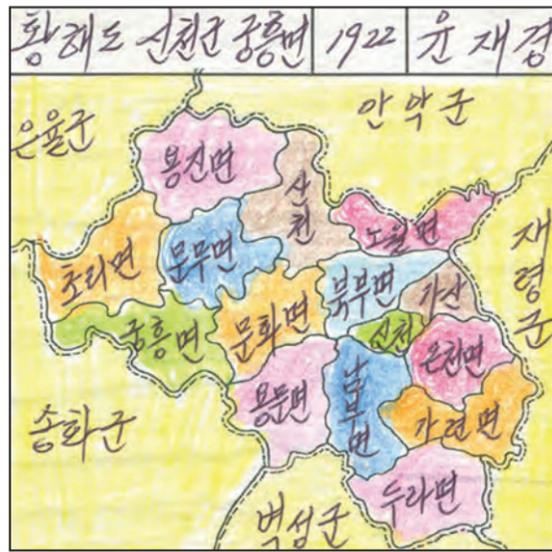 황해도 신천군 궁흥면 1922 윤재경
은율군
안악군
용진면
산천
노월면
재령군
초리면
문무면
북부면
가산
궁흥면
문화면
신천
온천면
송화군
용문면
남부면
가련면
두라면
벽성군